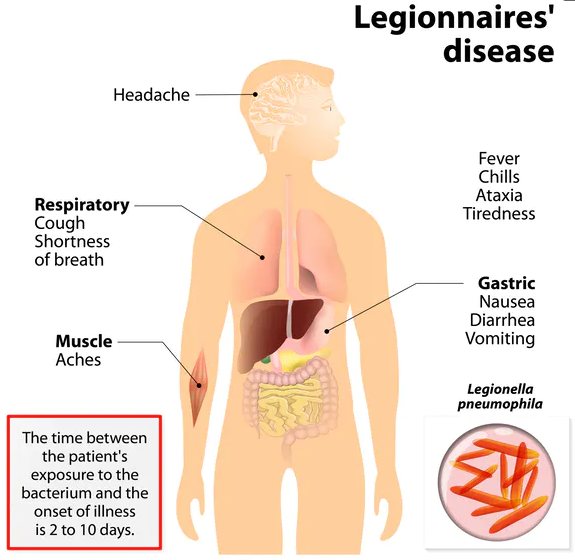 Legionnaires'
disease
Headache
Fever
Chills
Ataxia
Tiredness
Respiratory
Cough
Shortness
of breath
Gastric
Nausea
Diarrhea
Vomiting
Muscle
Aches
Legionella
pneumophila
The time between
the patient's
exposure to the
bacterium and the
onset of illness
is 2 to 10 days.